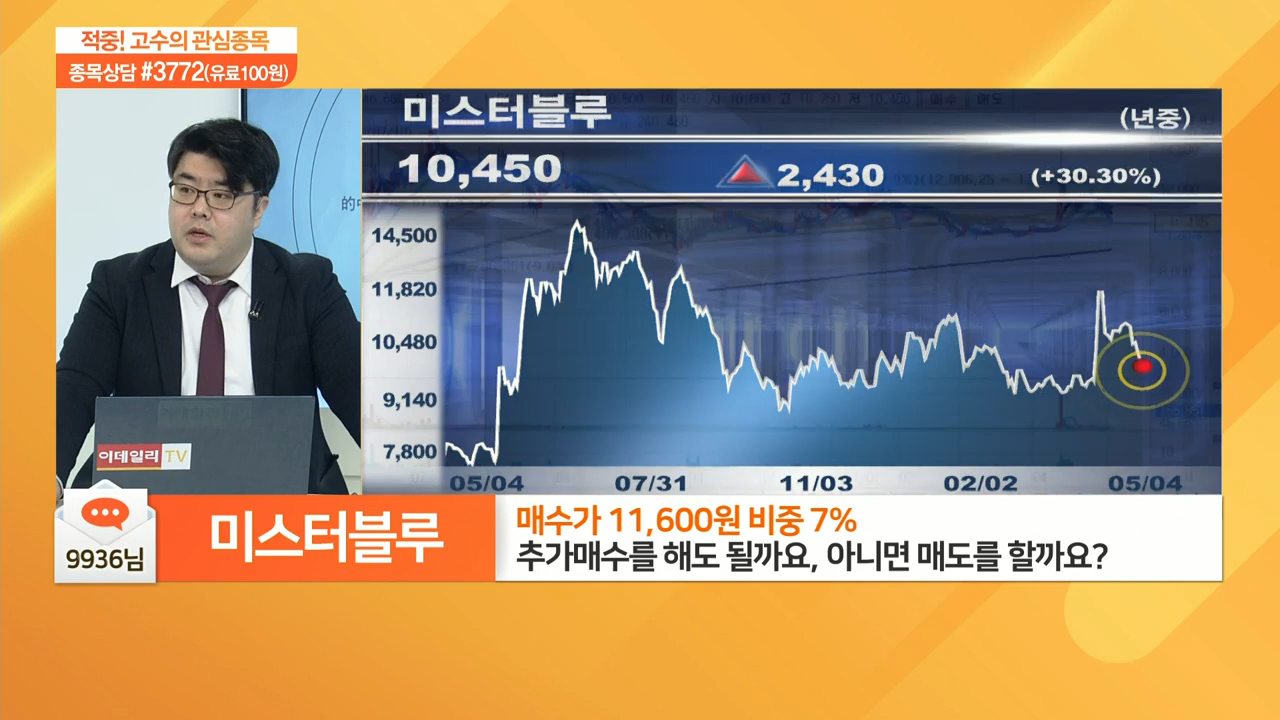 적중! 고수의 관심종목
종목상담 #3772(유료100원)
미스터블루
(년중)
10,450
2,430
(+30.30%)
14,500
11,820
10,480
9,140
7,800
05/04
07/31
11/03
02/02
05/04
的中
이데일리TV
9936님
미스터블루
매수가 11,600원 비중 7%
추가매수를 해도 될까요, 아니면 매도를 할까요?